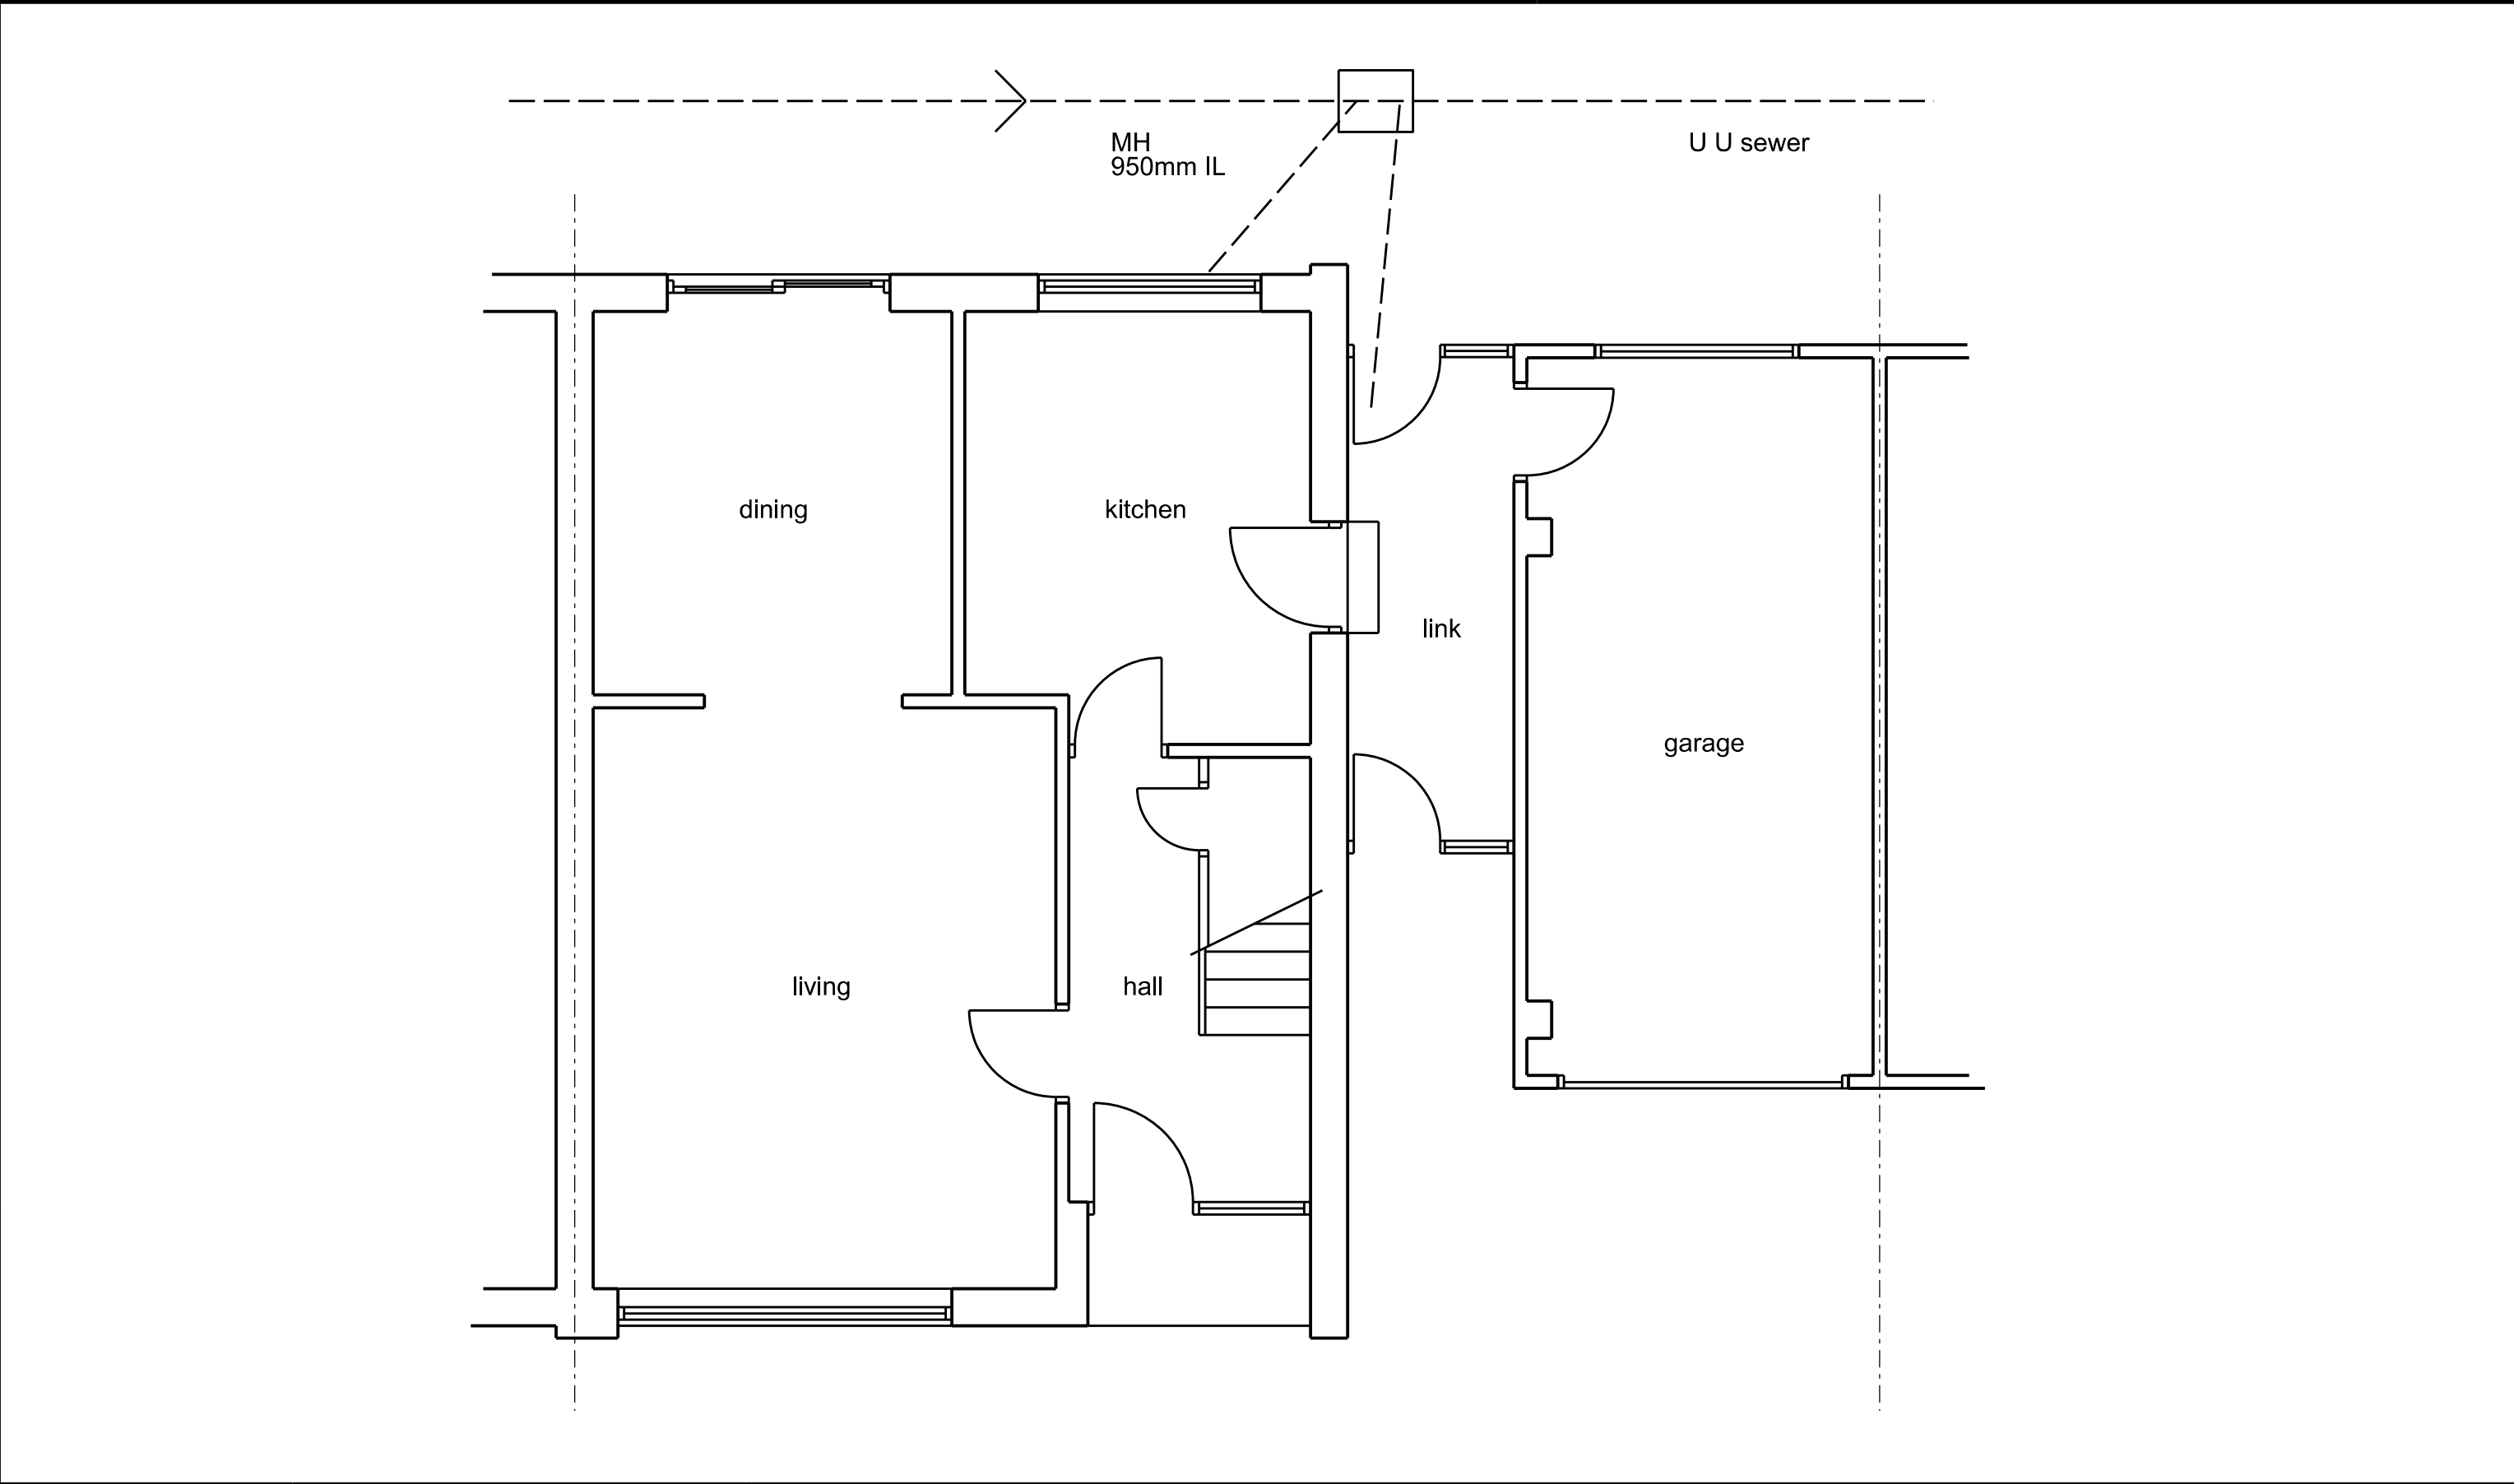 MH
950mm IL
U U sewer
dining
kitchen
link
garage
living
hall